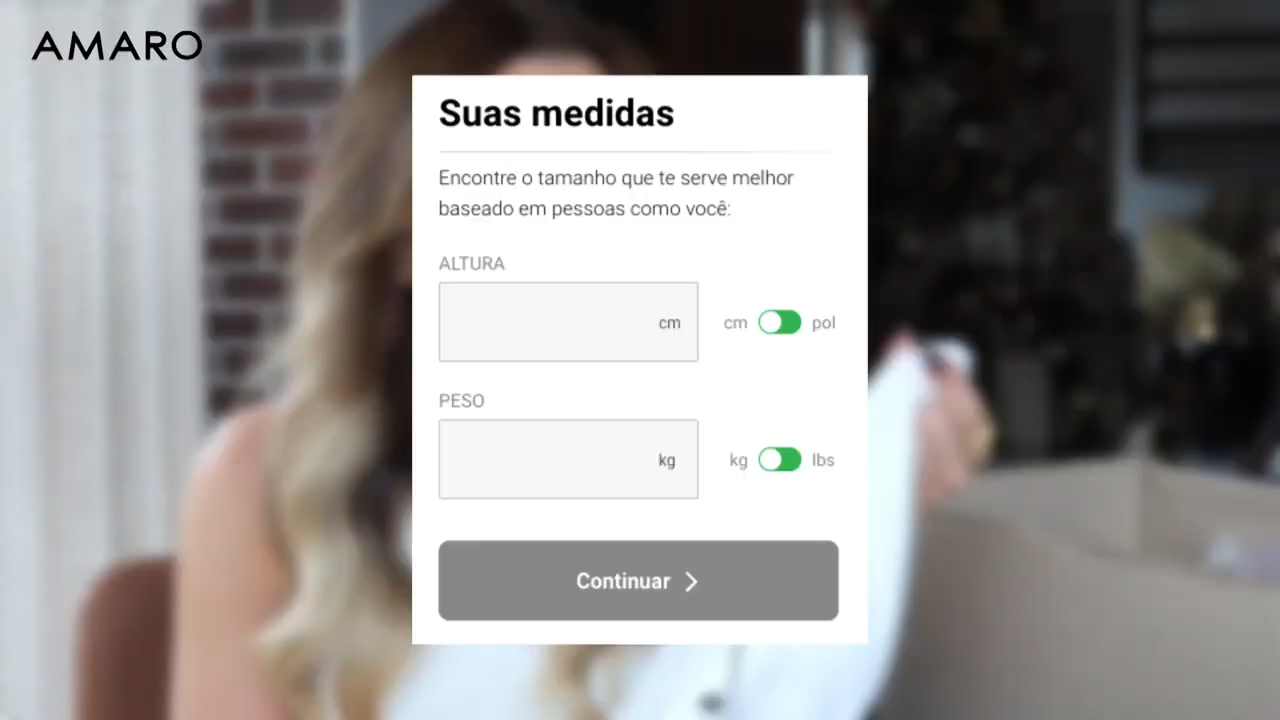 AMARO
Suas medidas
Encontre o tamanho que te serve melhor
baseado em pessoas como você:
ALTURA
cm
cm pol
PESO
kg
kg lbs
Continuar